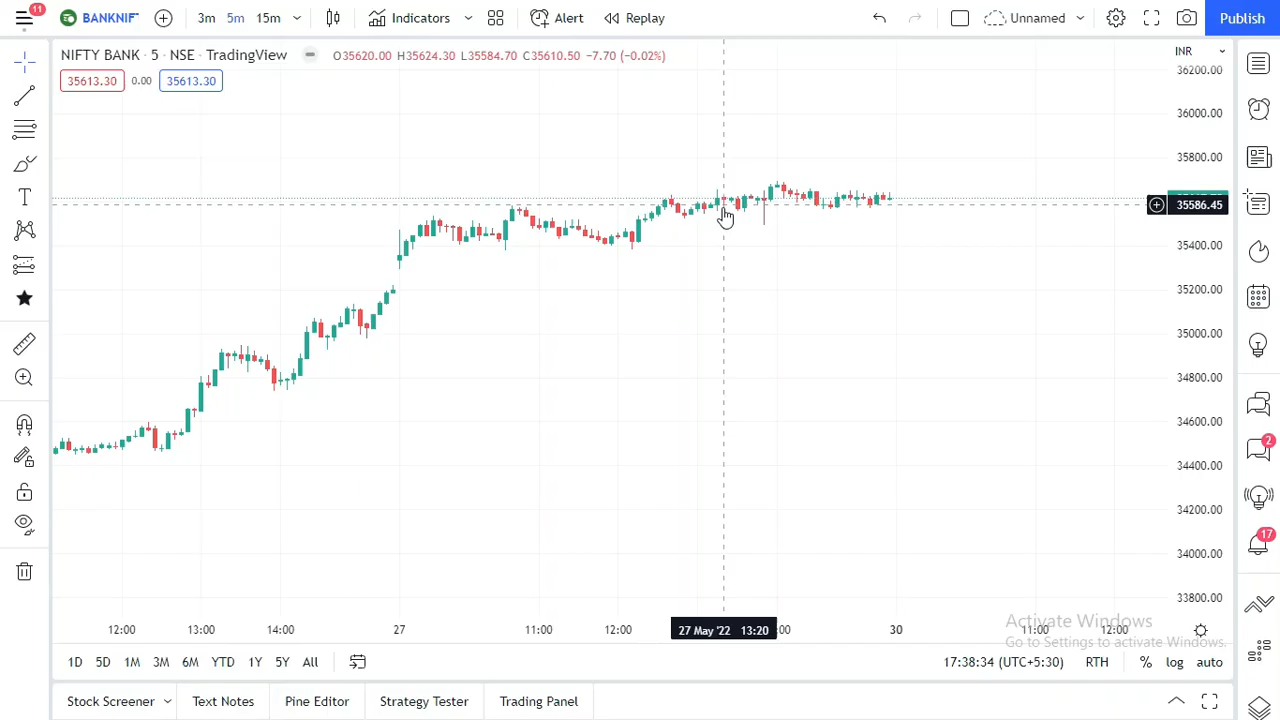 11 BANKNIF 3m 5m 15m Indicators Alert Replay Unnamed Publish
NIFTY BANK · 5 · NSE · TradingView O35620.00 H35624.30 L35584.70 C35610.50 -7.70 (-0.02%)
INR
35613.30 0.00 35613.30
36200.00
36000.00
35800.00
35586.45
35400.00
35200.00
35000.00
34800.00
34600.00
34400.00
34200.00
34000.00
33800.00
2
17
12:00 13:00 14:00 27 11:00 12:00 27 May '22 13:20 :00 30 11:00 12:00
Activate Windows
Go to Settings to activate Windows.
1D 5D 1M 3M 6M YTD 1Y 5Y All 17:38:34 (UTC+5:30) RTH % log auto
Stock Screener Text Notes Pine Editor Strategy Tester Trading Panel